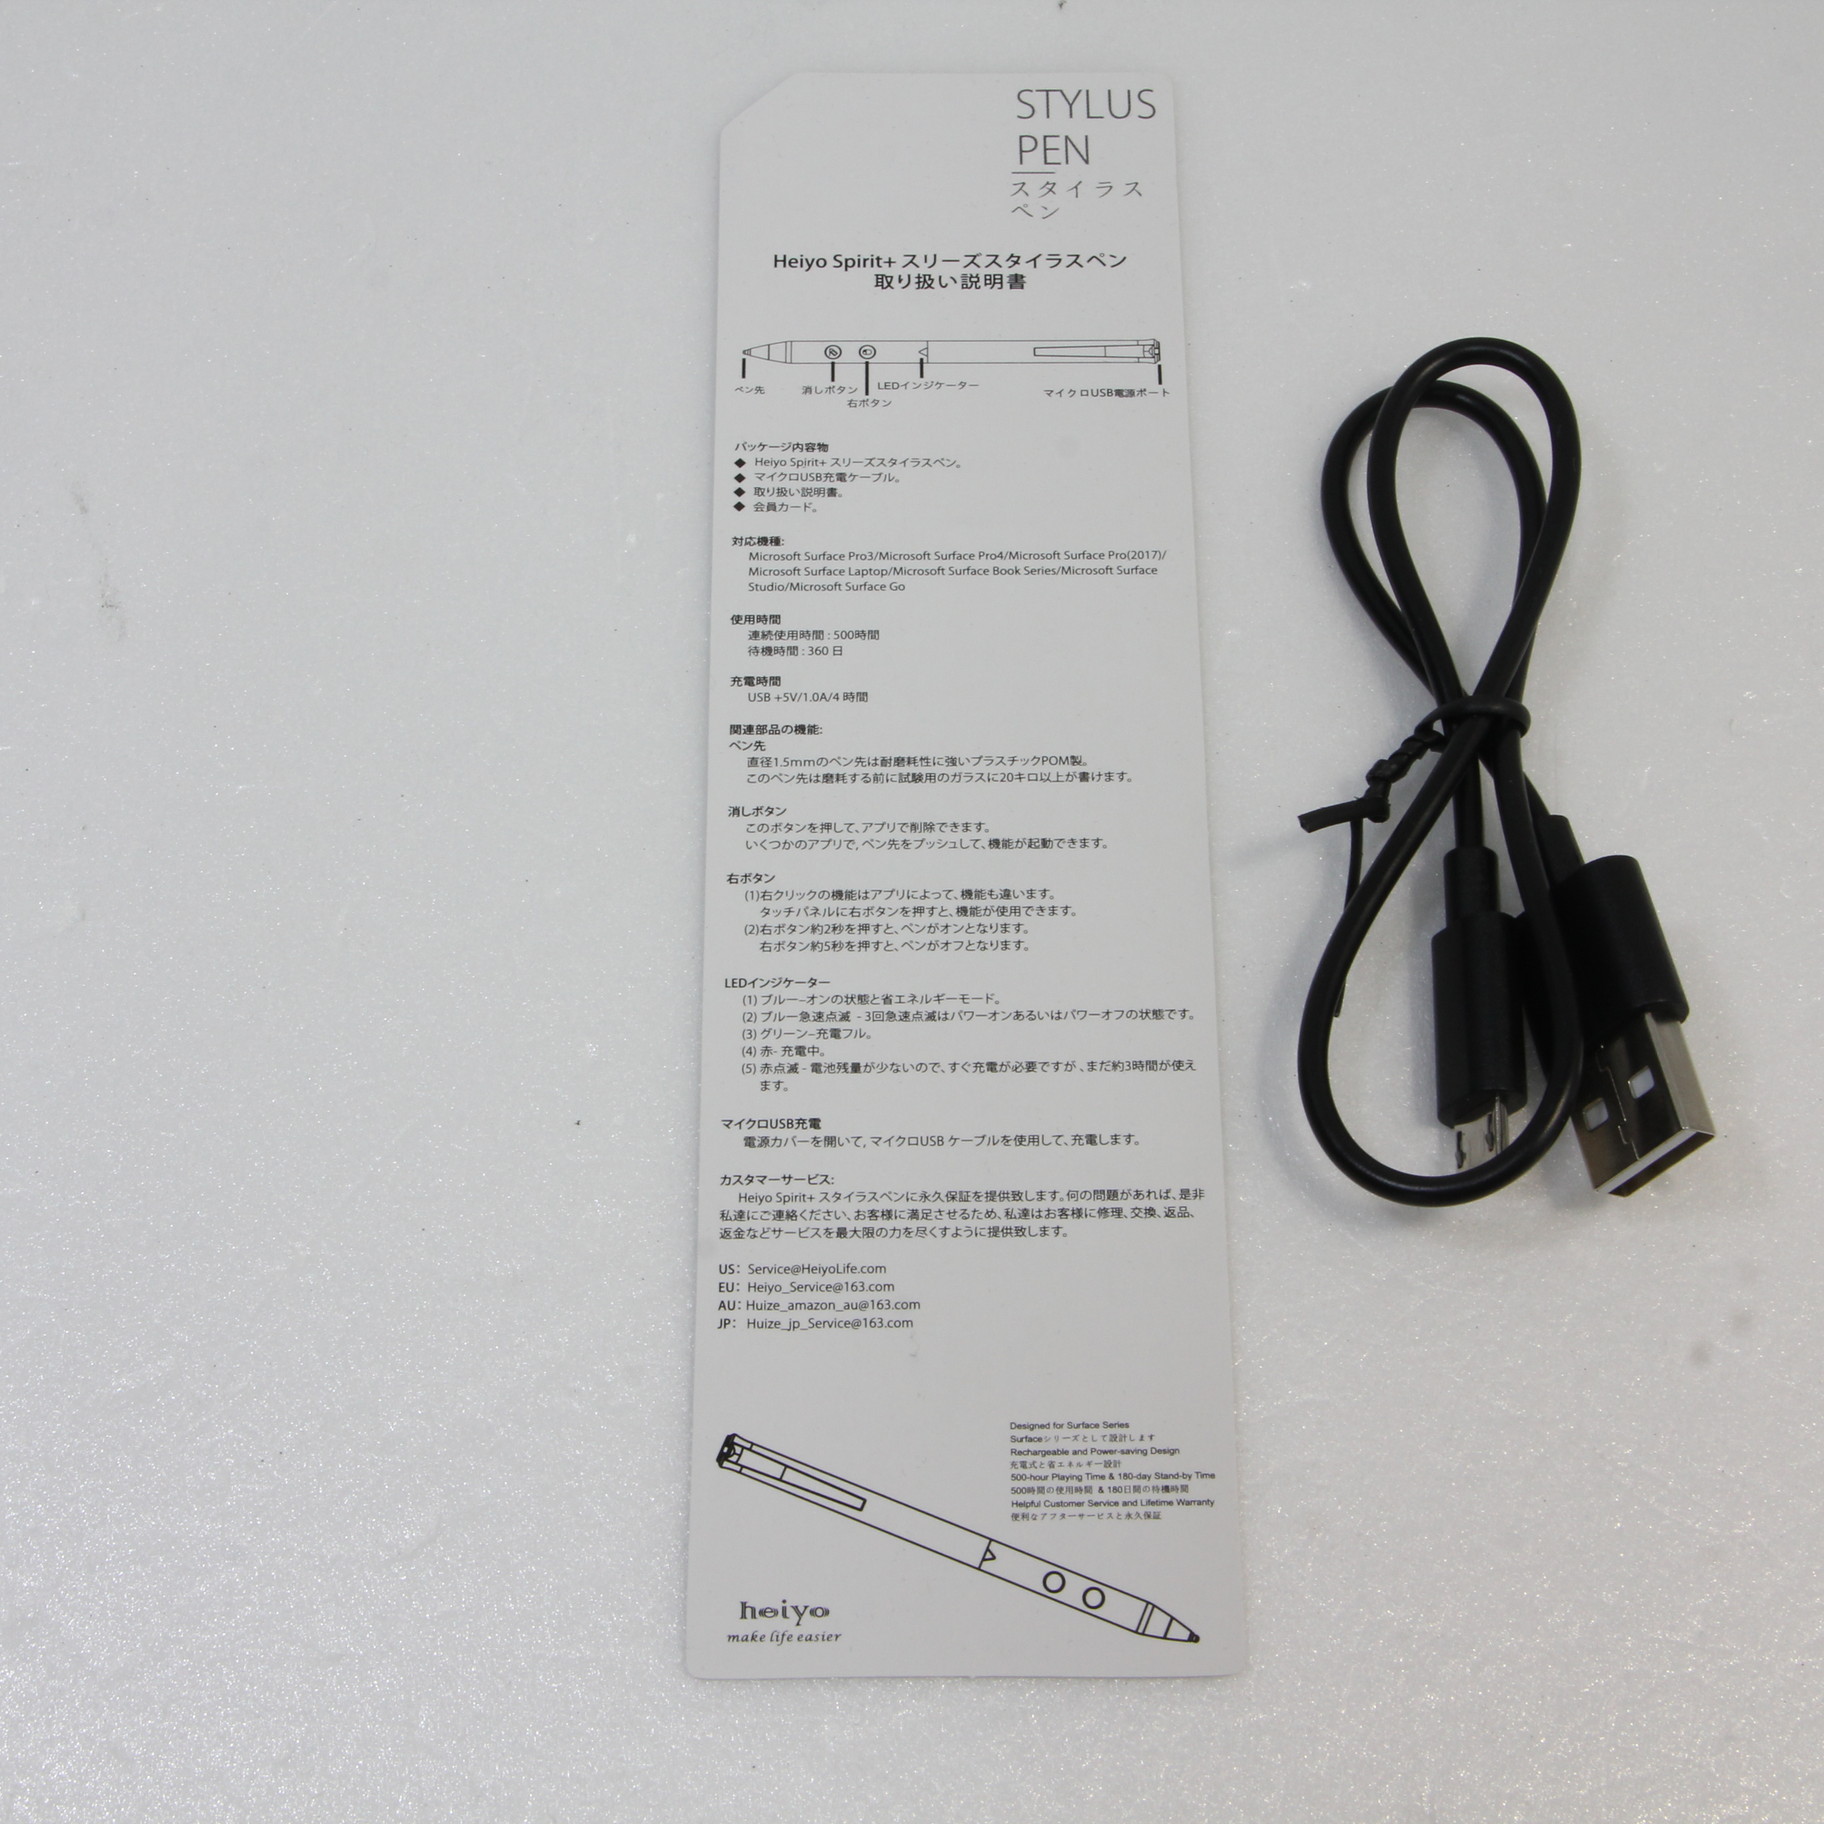 STYLUS
PEN
スタイラス
ペン
Heiyo Spirit+ スリーズスタイラスペン
取り扱い説明書
ペン先
消しボタン
右ボタン
LEDインジケーター
マイクロUSB電源ポート
パッケージ内容物
◆ Heiyo Spirit+ スリーズスタイラスペン。
◆ マイクロUSB充電ケーブル。
◆ 取り扱い説明書。
◆ 会員カード。
対応機種:
Microsoft Surface Pro3/Microsoft Surface Pro4/Microsoft Surface Pro(2017)/
Microsoft Surface Laptop/Microsoft Surface Book Series/Microsoft Surface
Studio/Microsoft Surface Go
使用時間
連続使用時間 : 500時間
待機時間 : 360 日
充電時間
USB +5V/1.0A/4 時間
関連部品の機能:
ペン先
直径1.5mmのペン先は耐磨耗性に強いプラスチックPOM製。
このペン先は磨耗する前に試験用のガラスに20キロ以上が書けます。
消しボタン
このボタンを押して、アプリで削除できます。
いくつかのアプリで, ペン先をプッシュして、機能が起動できます。
右ボタン
(1)右クリックの機能はアプリによって、機能も違います。
タッチパネルに右ボタンを押すと、機能が使用できます。
(2)右ボタン約2秒を押すと、ペンがオンとなります。
右ボタン約5秒を押すと、ペンがオフとなります。
LEDインジケーター
(1) ブルー–オンの状態と省エネルギーモード。
(2) ブルー急速点滅 - 3回急速点滅はパワーオンあるいはパワーオフの状態です。
(3) グリーン–充電フル。
(4) 赤- 充電中。
(5) 赤点滅 - 電池残量が少ないので、すぐ充電が必要ですが 、まだ約3時間が使え
ます。
マイクロUSB充電
電源カバーを開いて, マイクロUSB ケーブルを使用して、充電します。
カスタマーサービス:
Heiyo Spirit+ スタイラスペンに永久保証を提供致します。何の問題があれば、是非
私達にご連絡ください、お客様に満足させるため、私達はお客様に修理、交換、返品、
返金などサービスを最大限の力を尽くすように提供致します。
US: Service@HeiyoLife.com
EU: Heiyo_Service@163.com
AU: Huize_amazon_au@163.com
JP: Huize_jp_Service@163.com
Designed for Surface Series
Surfaceシリーズとして設計します
Rechargeable and Power-saving Design
充電式と省エネルギー設計
500-hour Playing Time & 180-day Stand-by Time
500時間の使用時間 & 180日間の待機時間
Helpful Customer Service and Lifetime Warranty
便利なアフターサービスと永久保証
heiyo
make life easier